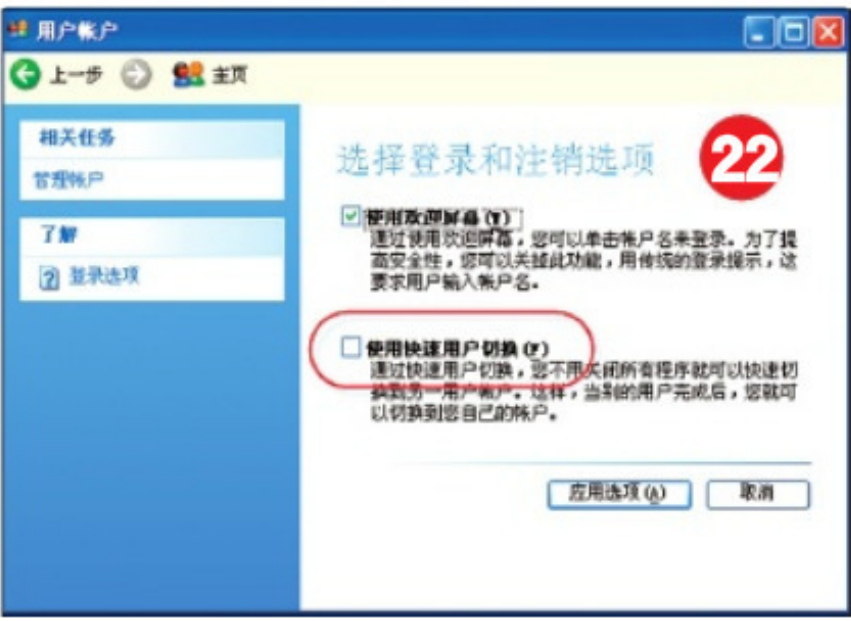 用户帐户
上一步
主页
相关任务
管理帐户
了解
登录选项
选择登录和注销选项
22
使用欢迎屏幕(W)
通过使用欢迎屏幕，您可以单击帐户名来登录。为了提
高安全性，您可以关掉此功能，用传统的登录提示，这
要求用户输入帐户名。
使用快速用户切换(F)
通过快速用户切换，您不用关闭所有程序就可以快速切
换到另一用户帐户。这样，当别的用户完成后，您就可
以切换到您自己的帐户。
应用选项(A)
取消